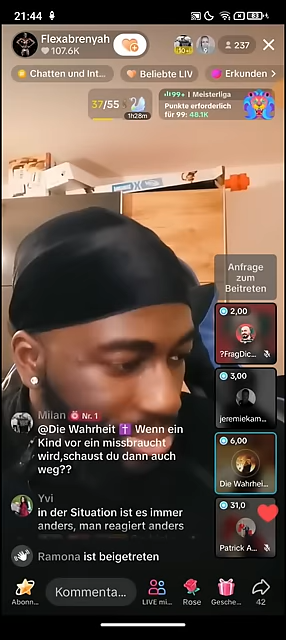 21:44
83
Flexabrenyah
107.6K
237
Chatten und Int...
Beliebte LIV
Erkunden >
37/55
1h28m
99+ | Meisterliga
Punkte erforderlich
für 99: 48.1K
Anfrage
zum
Beitreten
2,00
?FragDic...
3,00
jeremiekam...
6,00
Die Wahrhei...
31,0
Patrick A...
Milan Nr. 1
@Die Wahrheit ✝️ Wenn ein
Kind vor ein missbraucht
wird,schaust du dann auch
weg??
Yvi
in der Situation ist es immer
anders, man reagiert anders
Ramona ist beigetreten
Abonn...
Kommenta...
LIVE mi...
Rose
Gesche...
42